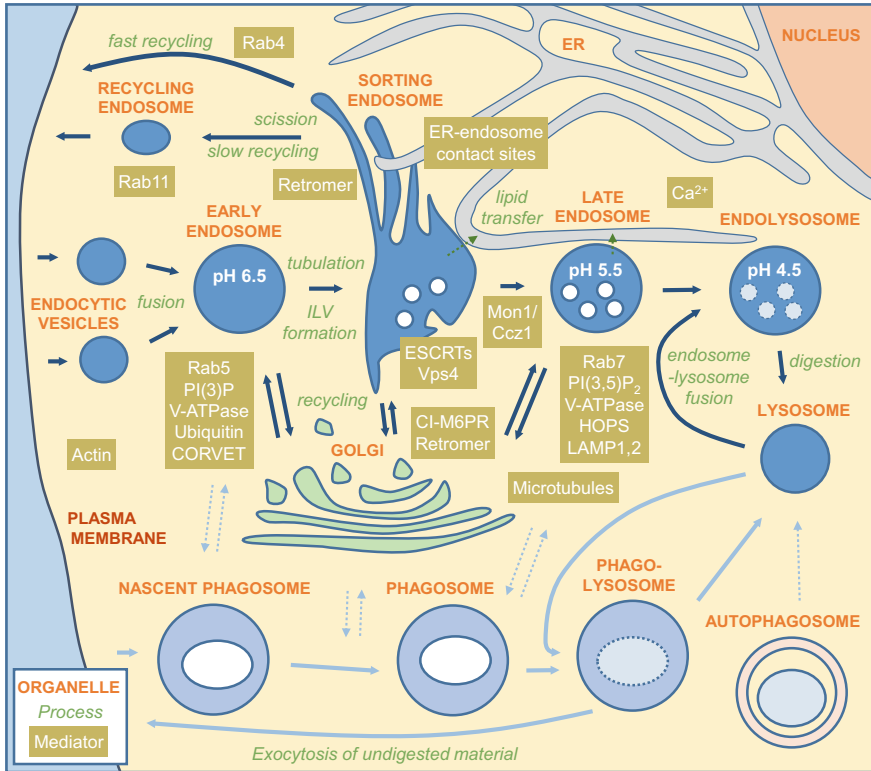 fast recycling
Rab4
ER
NUCLEUS
RECYCLING
ENDOSOME
SORTING
ENDOSOME
scission
slow recycling
ER-endosome
contact sites
Rab11
Retromer
lipid
transfer
LATE
ENDOSOME
Ca²⁺
ENDOLYSOSOME
EARLY
ENDOSOME
pH 6.5
tubulation
ILV
formation
pH 5.5
pH 4.5
ENDOCYTIC
VESICLES
fusion
Mon1/
Ccz1
ESCRTs
Vps4
Rab5
PI(3)P
V-ATPase
Ubiquitin
CORVET
Rab7
PI(3,5)P₂
V-ATPase
HOPS
LAMP1,2
endosome
-lysosome
fusion
digestion
LYSOSOME
recycling
CI-M6PR
Retromer
GOLGI
Actin
Microtubules
PLASMA
MEMBRANE
NASCENT PHAGOSOME
PHAGOSOME
PHAGO-
LYSOSOME
AUTOPHAGOSOME
ORGANELLE
Process
Mediator
Exocytosis of undigested material